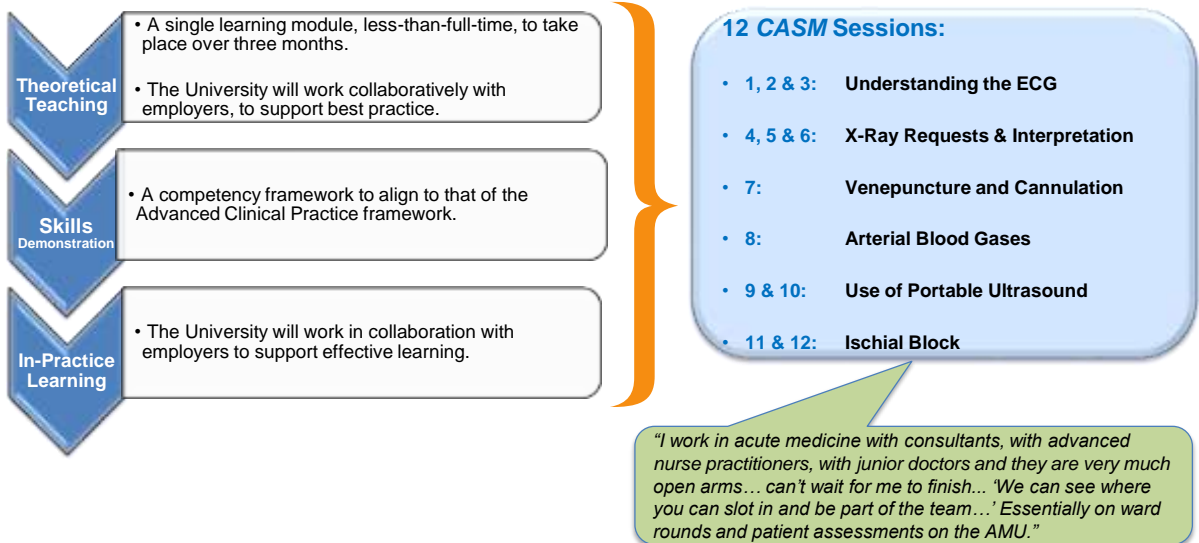 Theoretical
Teaching
• A single learning module, less-than-full-time, to take
place over three months.
• The University will work collaboratively with
employers, to support best practice.
Skills
Demonstration
• A competency framework to align to that of the
Advanced Clinical Practice framework.
In-Practice
Learning
• The University will work in collaboration with
employers to support effective learning.
12 CASM Sessions:
• 1, 2 & 3: Understanding the ECG
• 4, 5 & 6: X-Ray Requests & Interpretation
• 7: Venepuncture and Cannulation
• 8: Arterial Blood Gases
• 9 & 10: Use of Portable Ultrasound
• 11 & 12: Ischial Block
“I work in acute medicine with consultants, with advanced
nurse practitioners, with junior doctors and they are very much
open arms… can’t wait for me to finish... ‘We can see where
you can slot in and be part of the team…’ Essentially on ward
rounds and patient assessments on the AMU.”